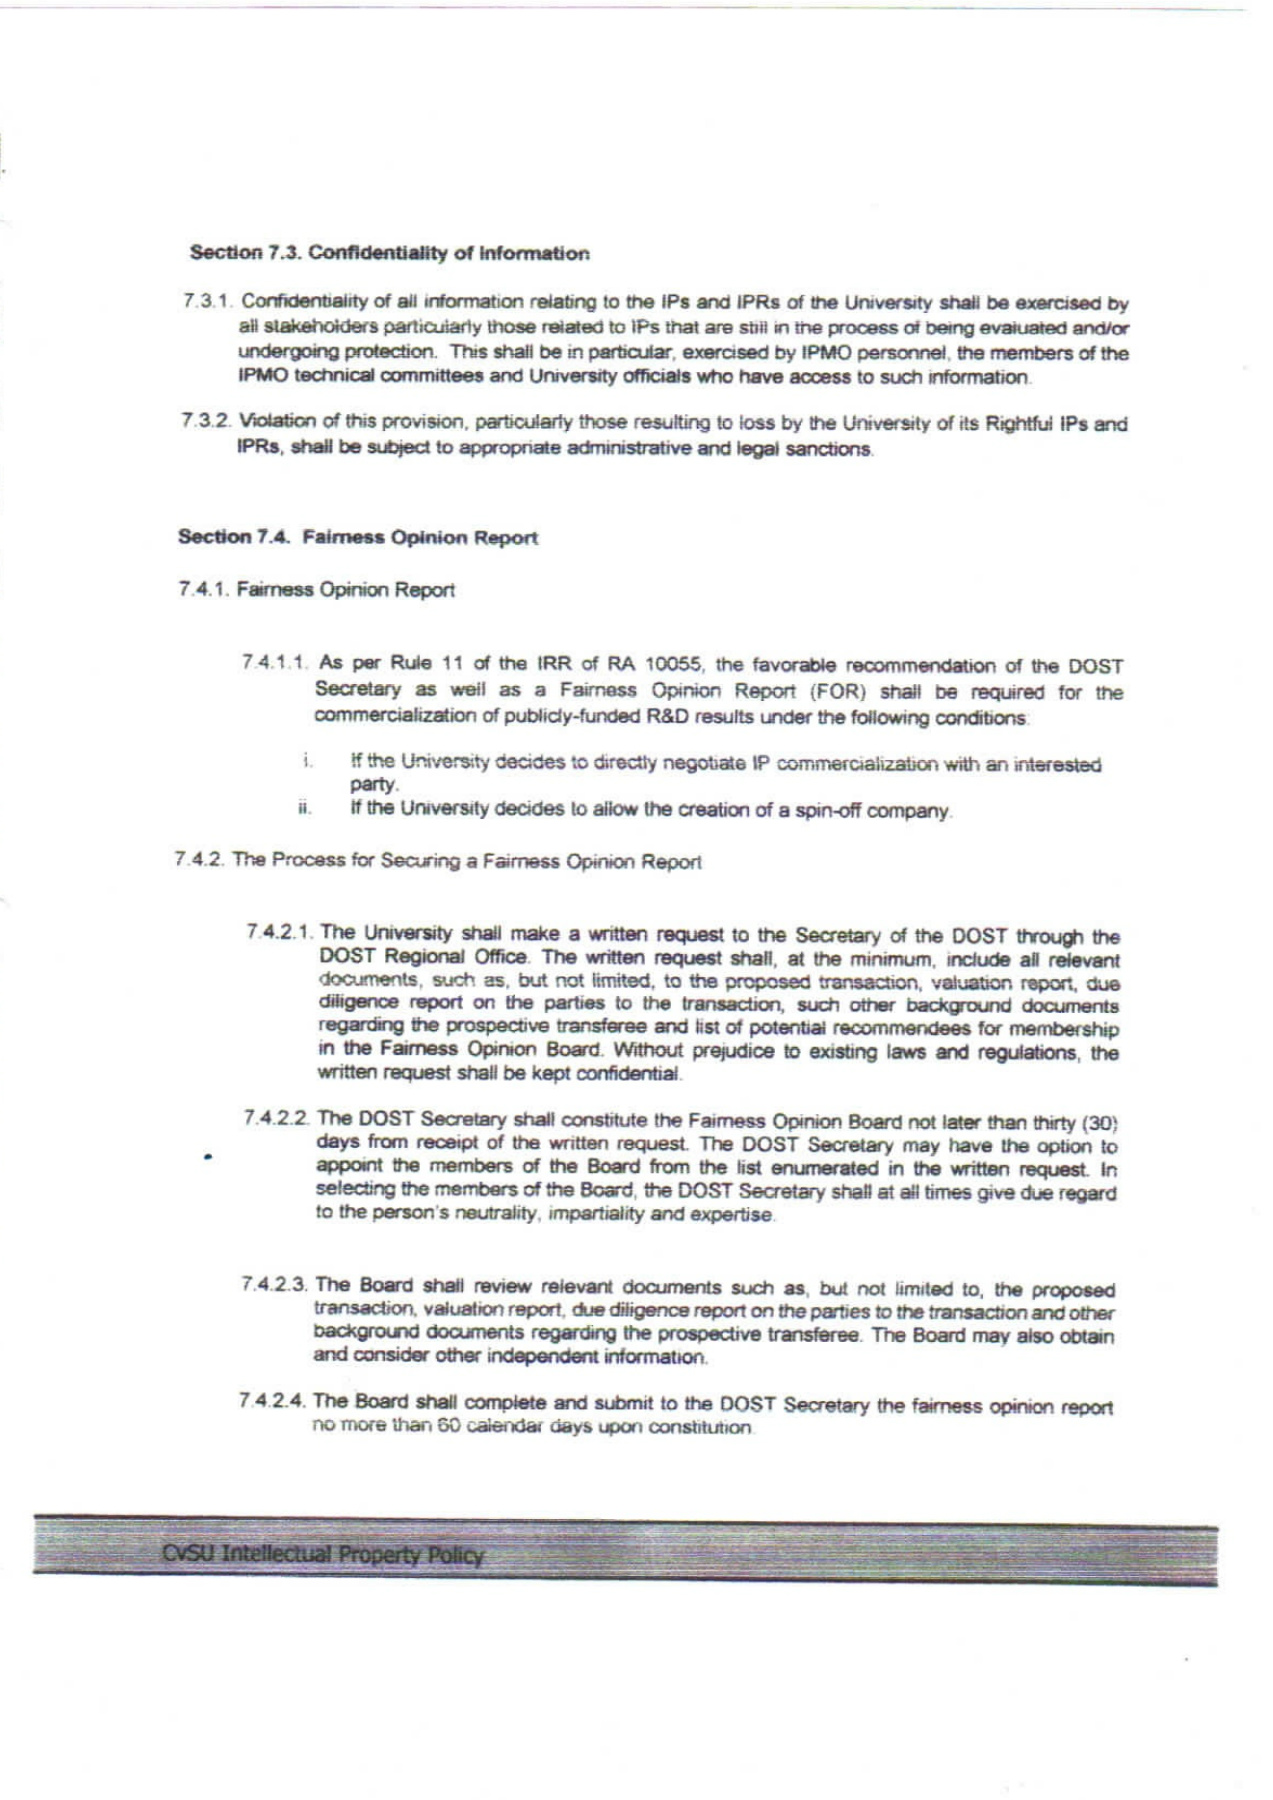 Section 7.3. Confidentiality of Information
7.3.1. Confidentiality of all information relating to the IPs and IPRs of the University shall be exercised by
all stakeholders particularly those related to IPs that are still in the process of being evaluated and/or
undergoing protection. This shall be in particular, exercised by IPMO personnel, the members of the
IPMO technical committees and University officials who have access to such information.
7.3.2. Violation of this provision, particularly those resulting to loss by the University of its Rightful IPs and
IPRs, shall be subject to appropriate administrative and legal sanctions.
Section 7.4. Fairness Opinion Report
7.4.1. Fairness Opinion Report
7.4.1.1. As per Rule 11 of the IRR of RA 10055, the favorable recommendation of the DOST
Secretary as well as a Fairness Opinion Report (FOR) shall be required for the
commercialization of publicly-funded R&D results under the following conditions:
i. If the University decides to directly negotiate IP commercialization with an interested
party.
ii. If the University decides to allow the creation of a spin-off company.
7.4.2. The Process for Securing a Fairness Opinion Report
7.4.2.1. The University shall make a written request to the Secretary of the DOST through the
DOST Regional Office. The written request shall, at the minimum, include all relevant
documents, such as, but not limited, to the proposed transaction, valuation report, due
diligence report on the parties to the transaction, such other background documents
regarding the prospective transferee and list of potential recommendees for membership
in the Fairness Opinion Board. Without prejudice to existing laws and regulations, the
written request shall be kept confidential.
7.4.2.2. The DOST Secretary shall constitute the Fairness Opinion Board not later than thirty (30)
days from receipt of the written request. The DOST Secretary may have the option to
appoint the members of the Board from the list enumerated in the written request. In
selecting the members of the Board, the DOST Secretary shall at all times give due regard
to the person's neutrality, impartiality and expertise.
7.4.2.3. The Board shall review relevant documents such as, but not limited to, the proposed
transaction, valuation report, due diligence report on the parties to the transaction and other
background documents regarding the prospective transferee. The Board may also obtain
and consider other independent information.
7.4.2.4. The Board shall complete and submit to the DOST Secretary the fairness opinion report
no more than 60 calendar days upon constitution.
CvSU Intellectual Property Policy